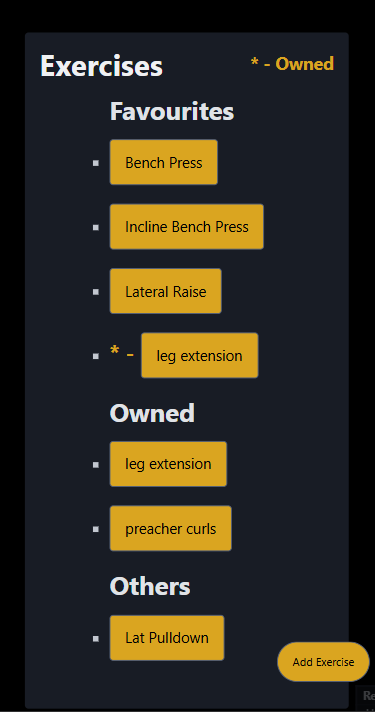 Exercises
* - Owned
Favourites
Bench Press
Incline Bench Press
Lateral Raise
* - leg extension
Owned
leg extension
preacher curls
Others
Lat Pulldown
Add Exercise